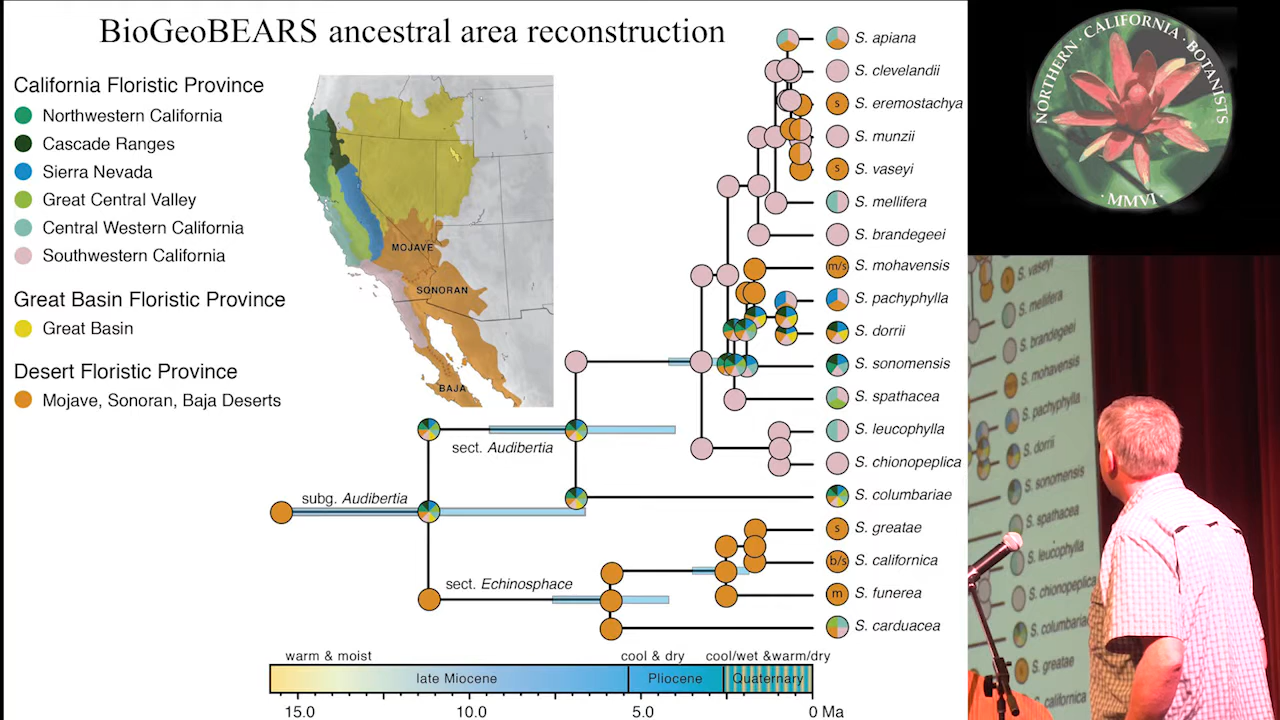 BioGeoBEARS ancestral area reconstruction
California Floristic Province
Northwestern California
Cascade Ranges
Sierra Nevada
Great Central Valley
Central Western California
Southwestern California
Great Basin Floristic Province
Great Basin
Desert Floristic Province
Mojave, Sonoran, Baja Deserts
MOJAVE
SONORAN
BAJA
sect. Audibertia
subg. Audibertia
sect. Echinosphace
S. apiana
S. clevelandii
s S. eremostachya
S. munzii
s S. vaseyi
S. mellifera
S. brandegeei
m/s S. mohavensis
S. pachyphylla
S. dorrii
S. sonomensis
S. spathacea
S. leucophylla
S. chionopeplica
S. columbariae
s S. greatae
b/s S. californica
m S. funerea
S. carduacea
warm & moist
cool & dry
cool/wet &warm/dry
late Miocene
Pliocene
Quaternary
15.0
10.0
5.0
0 Ma
NORTHERN · CALIFORNIA · BOTANISTS
· MMVI ·
S. vaseyi
S. mellifera
S. brandegeei
S. mohavensis
S. pachyphylla
S. dorrii
S. sonomensis
S. spathacea
S. leucophylla
S. chionopeplica
S. columbaria
S. greatae
S. californica